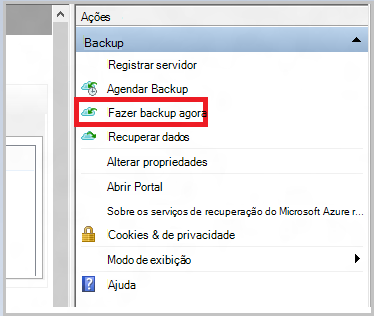 Ações
Backup
Registrar servidor
Agendar Backup
Fazer backup agora
Recuperar dados
Alterar propriedades
Abrir Portal
Sobre os serviços de recuperação do Microsoft Azure r...
Cookies & de privacidade
Modo de exibição
Ajuda